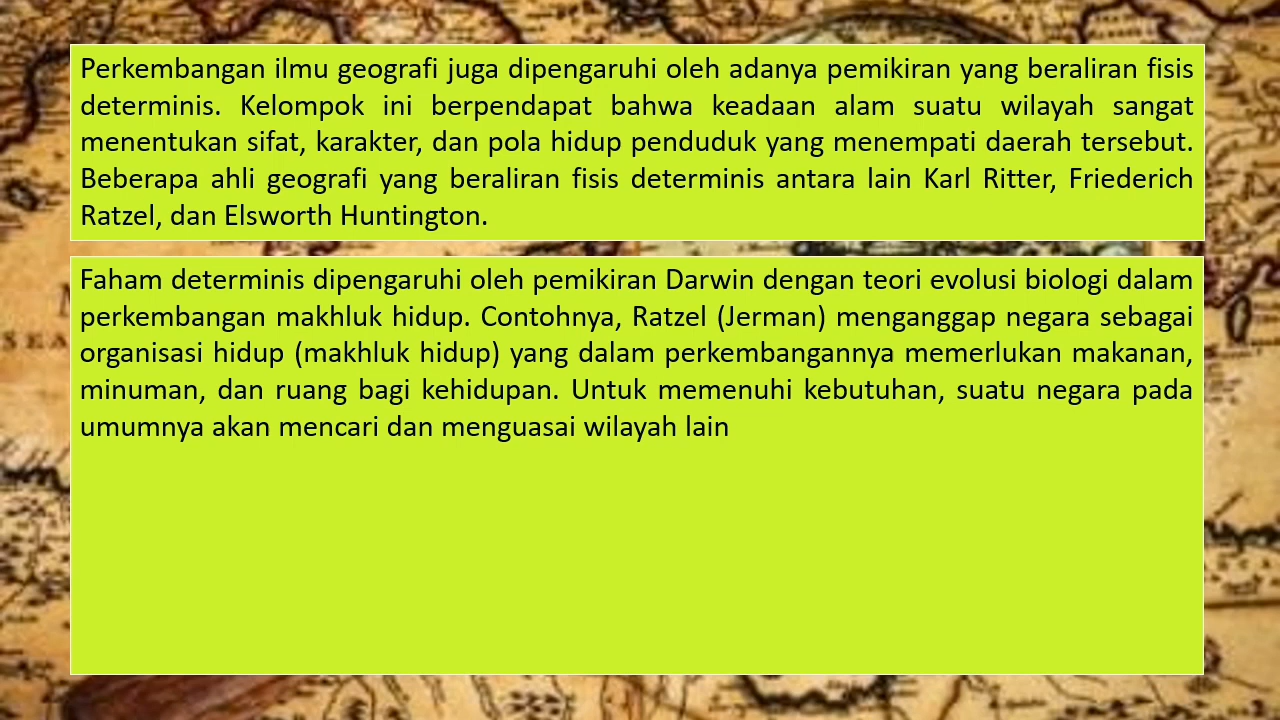 Perkembangan ilmu geografi juga dipengaruhi oleh adanya pemikiran yang beraliran fisis
determinis. Kelompok ini berpendapat bahwa keadaan alam suatu wilayah sangat
menentukan sifat, karakter, dan pola hidup penduduk yang menempati daerah tersebut.
Beberapa ahli geografi yang beraliran fisis determinis antara lain Karl Ritter, Friederich
Ratzel, dan Elsworth Huntington.
Faham determinis dipengaruhi oleh pemikiran Darwin dengan teori evolusi biologi dalam
perkembangan makhluk hidup. Contohnya, Ratzel (Jerman) menganggap negara sebagai
organisasi hidup (makhluk hidup) yang dalam perkembangannya memerlukan makanan,
minuman, dan ruang bagi kehidupan. Untuk memenuhi kebutuhan, suatu negara pada
umumnya akan mencari dan menguasai wilayah lain